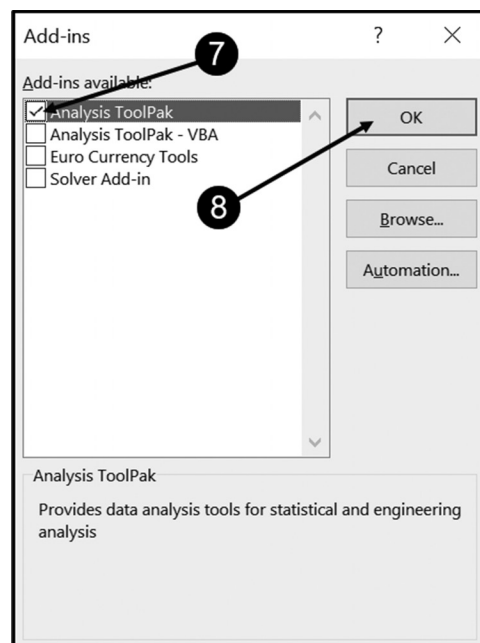 Add-ins ? ×
7
Add-ins available:
Analysis ToolPak
Analysis ToolPak - VBA
Euro Currency Tools
Solver Add-in
8
OK
Cancel
Browse...
Automation...
Analysis ToolPak
Provides data analysis tools for statistical and engineering
analysis